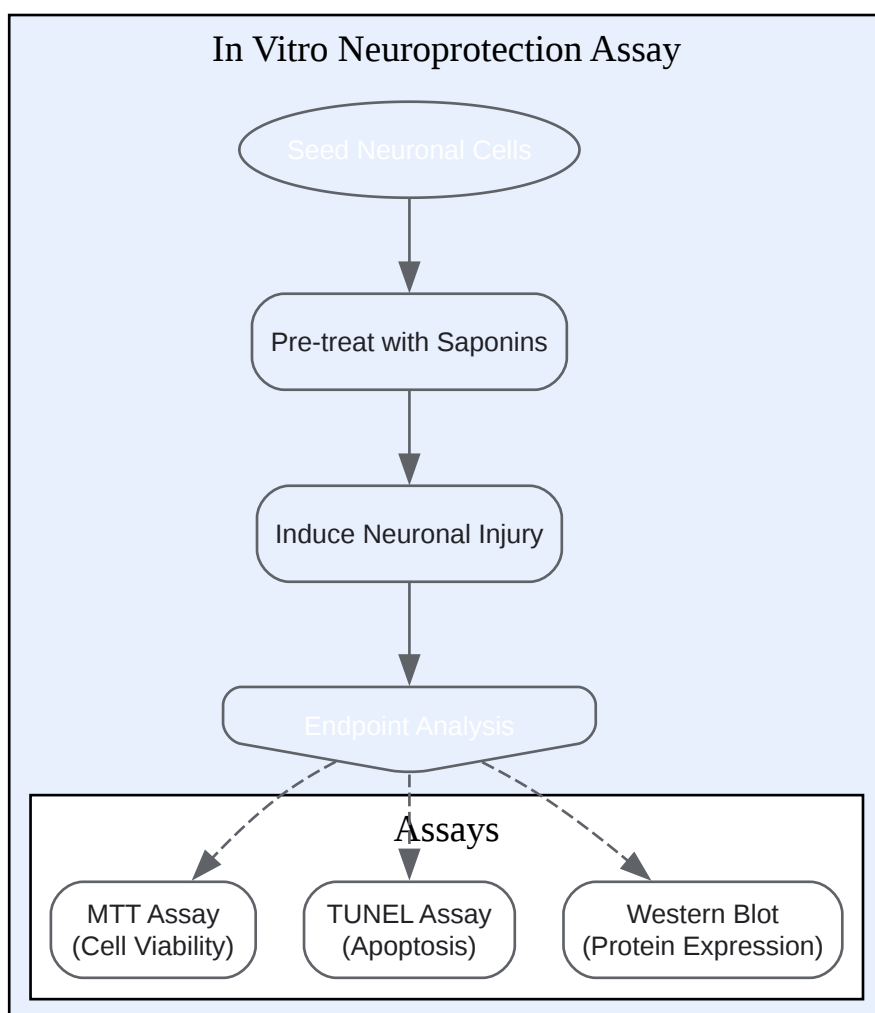 In Vitro Neuroprotection Assay
Seed Neuronal Cells
Pre-treat with Saponins
Induce Neuronal Injury
Endpoint Analysis
Assays
MTT Assay
(Cell Viability)
TUNEL Assay
(Apoptosis)
Western Blot
(Protein Expression)